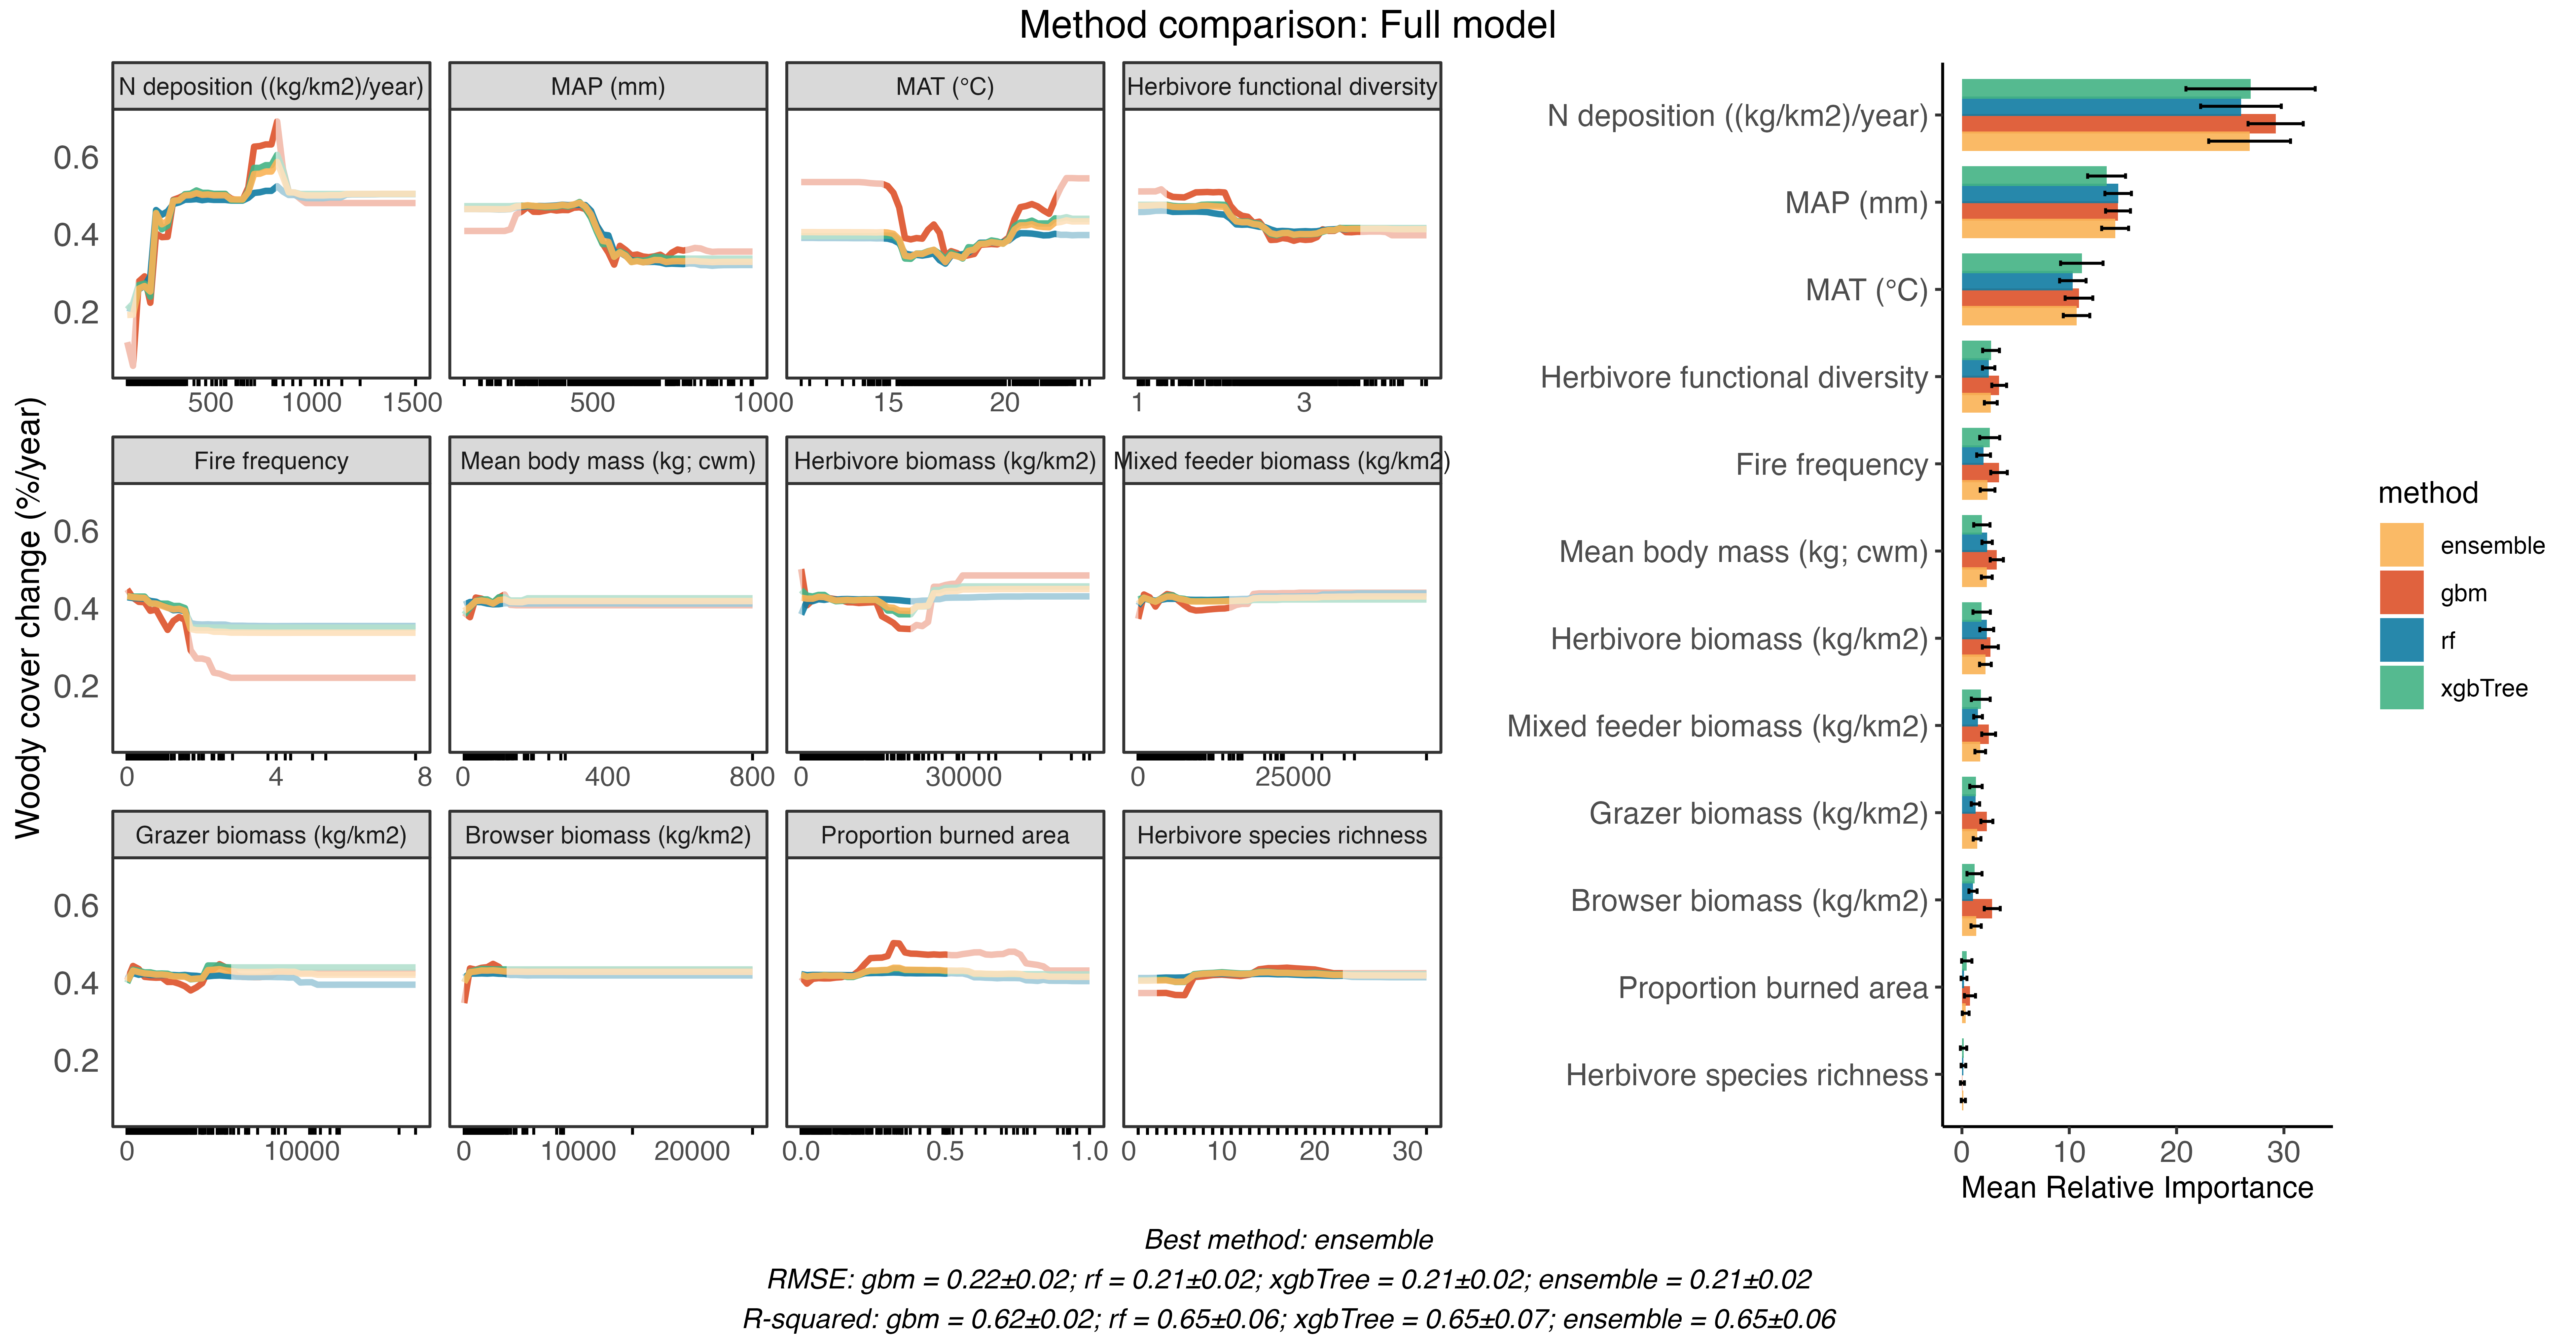 Method comparison: Full model
N deposition ((kg/km2)/year)
MAP (mm)
MAT (°C)
Herbivore functional diversity
0.6
0.4
0.2
500 1000 1500
500 1000
15 20
1 3
Fire frequency
Mean body mass (kg; cwm)
Herbivore biomass (kg/km2)
Mixed feeder biomass (kg/km2)
0.6
0.4
0.2
0 4 8
0 400 800
0 30000
0 25000
Grazer biomass (kg/km2)
Browser biomass (kg/km2)
Proportion burned area
Herbivore species richness
0.6
0.4
0.2
0 10000
0 10000 20000
0.0 0.5 1.0
0 10 20 30
Woody cover change (%/year)
N deposition ((kg/km2)/year)
MAP (mm)
MAT (°C)
Herbivore functional diversity
Fire frequency
Mean body mass (kg; cwm)
Herbivore biomass (kg/km2)
Mixed feeder biomass (kg/km2)
Grazer biomass (kg/km2)
Browser biomass (kg/km2)
Proportion burned area
Herbivore species richness
0 10 20 30
Mean Relative Importance
method
ensemble
gbm
rf
xgbTree
Best method: ensemble
RMSE: gbm = 0.22±0.02; rf = 0.21±0.02; xgbTree = 0.21±0.02; ensemble = 0.21±0.02
R-squared: gbm = 0.62±0.02; rf = 0.65±0.06; xgbTree = 0.65±0.07; ensemble = 0.65±0.06